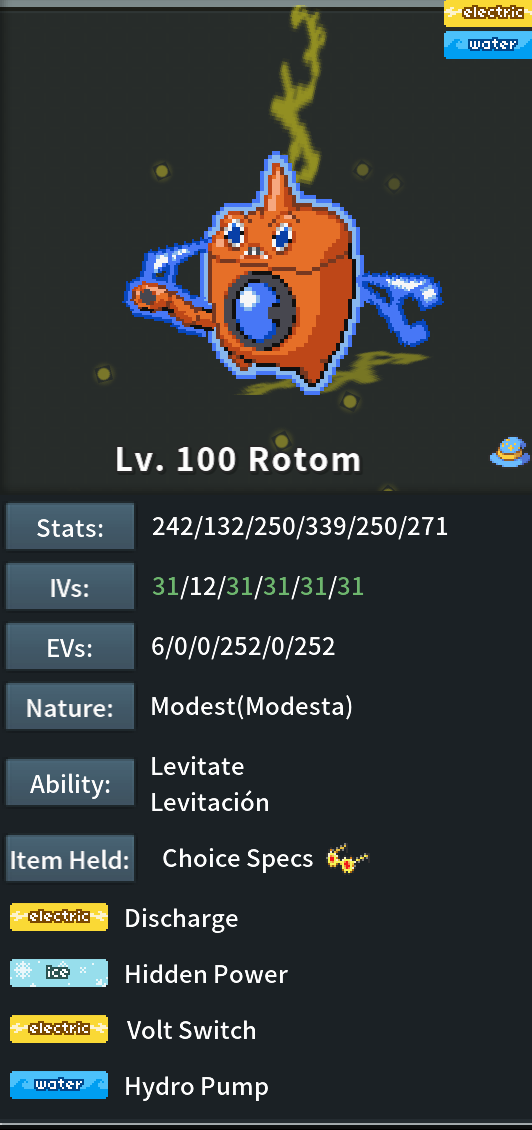 electric
water
Lv. 100 Rotom
Stats: 242/132/250/339/250/271
IVs: 31/12/31/31/31/31
EVs: 6/0/0/252/0/252
Nature: Modest(Modesta)
Ability: Levitate
Levitación
Item Held: Choice Specs
electric Discharge
ice Hidden Power
electric Volt Switch
water Hydro Pump